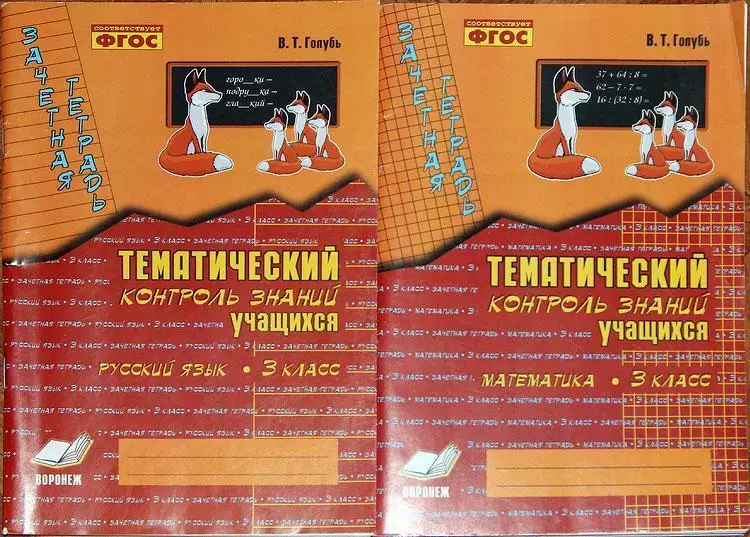 соответствует
ФГОС
В. Т. Голубь
ЗАЧЕТНАЯ
ТЕТРАДЬ
горо__ки –
подру__ка –
гла__кий –
ТЕМАТИЧЕСКИЙ
КОНТРОЛЬ ЗНАНИЙ
УЧАЩИХСЯ
РУССКИЙ ЯЗЫК • 3 КЛАСС
ВОРОНЕЖ
соответствует
ФГОС
В. Т. Голубь
ЗАЧЕТНАЯ
ТЕТРАДЬ
37 + 64 : 8 =
62 – 7 · 7 =
16 : (32 : 8) =
ТЕМАТИЧЕСКИЙ
КОНТРОЛЬ ЗНАНИЙ
УЧАЩИХСЯ
МАТЕМАТИКА • 3 КЛАСС
ВОРОНЕЖ